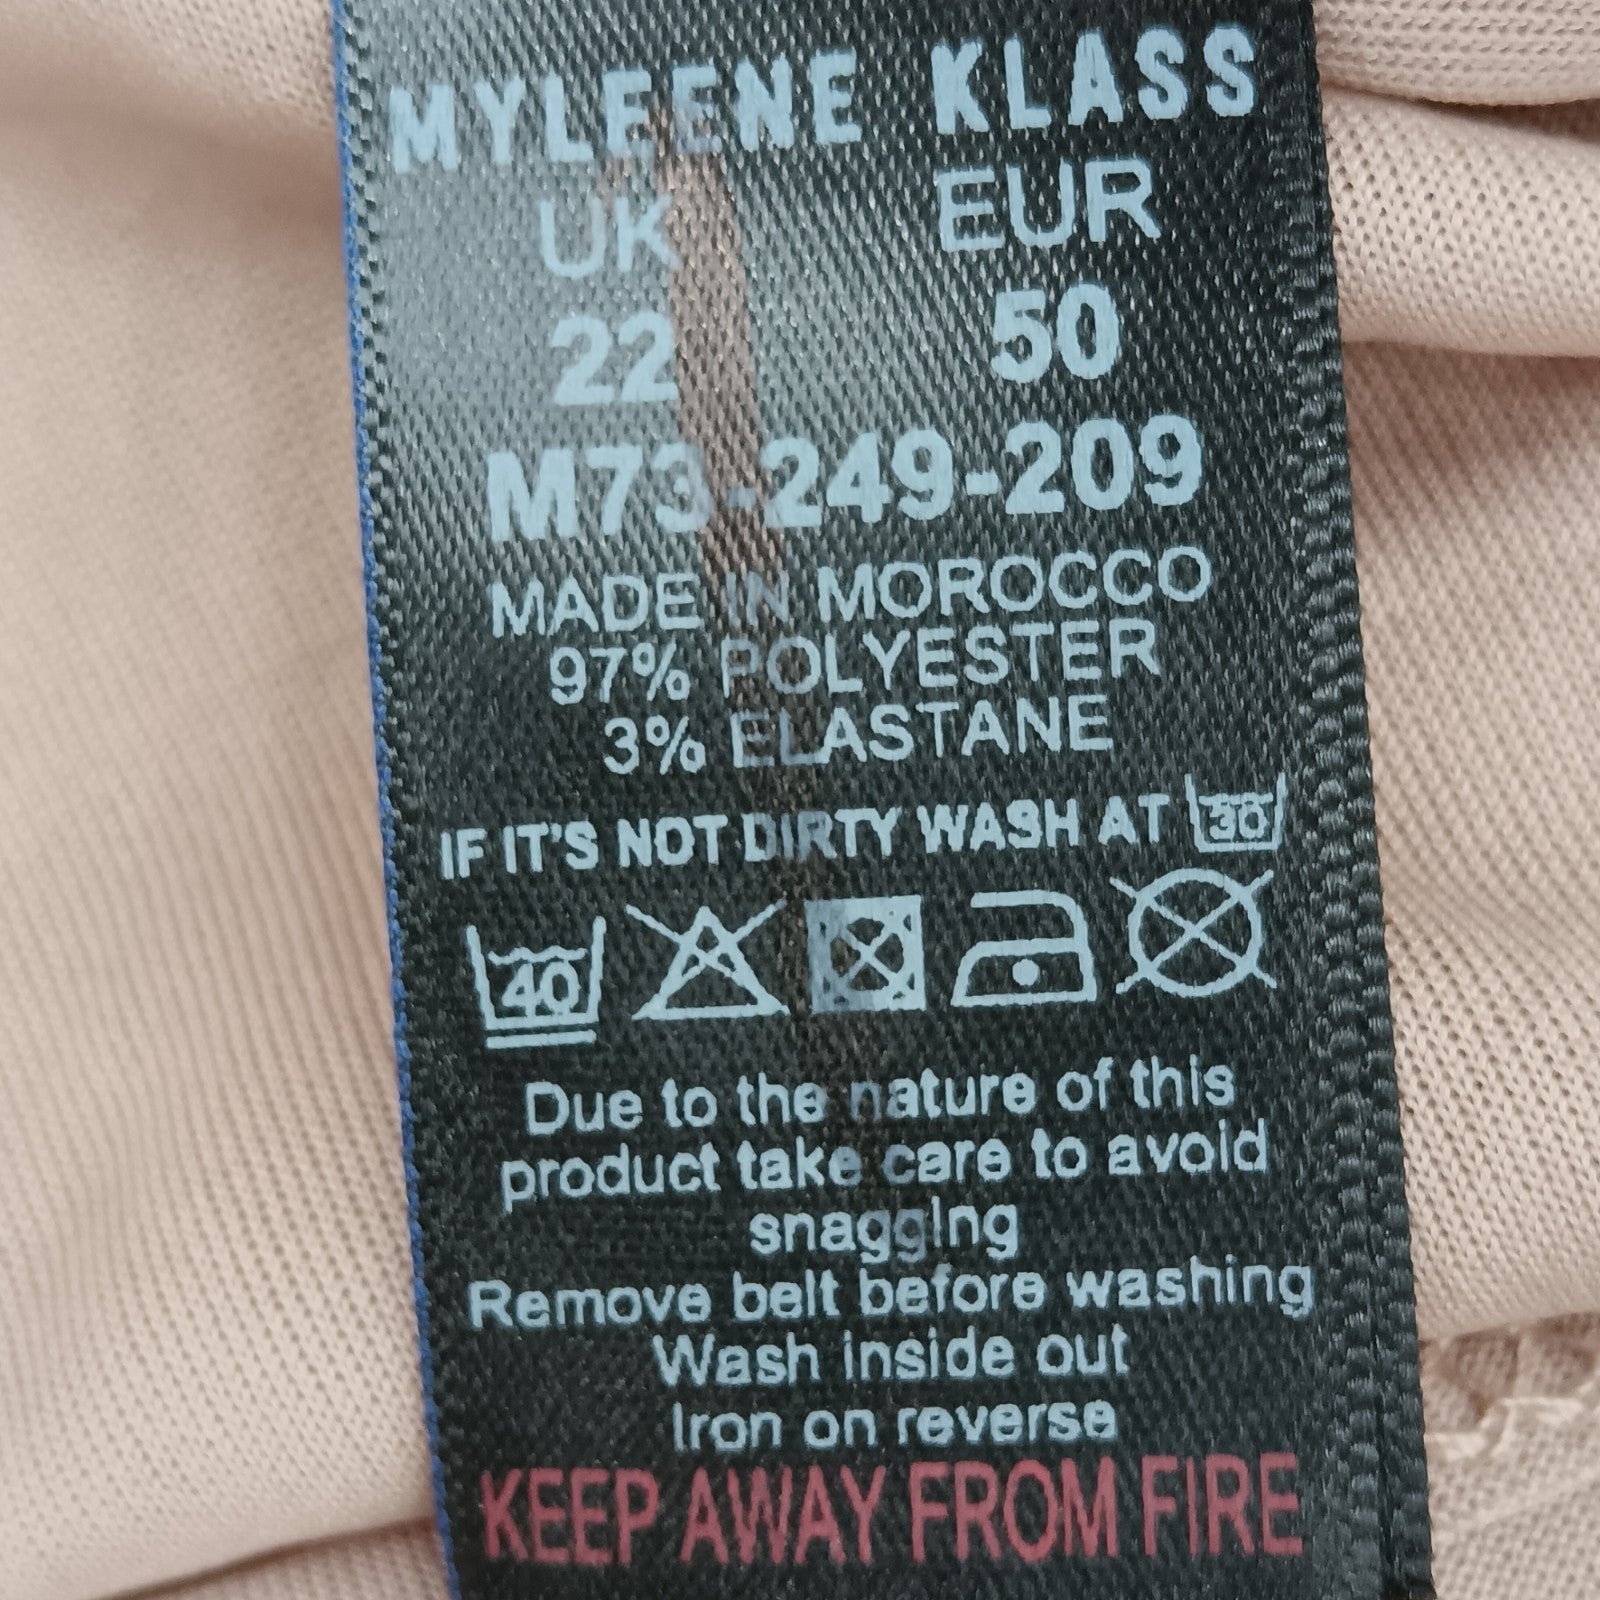 MYLEENE KLASS
UK EUR
22 50
M73-249-209
MADE IN MOROCCO
97% POLYESTER
3% ELASTANE
IF IT'S NOT DIRTY WASH AT 30
40
Due to the nature of this
product take care to avoid
snagging
Remove belt before washing
Wash inside out
Iron on reverse
KEEP AWAY FROM FIRE